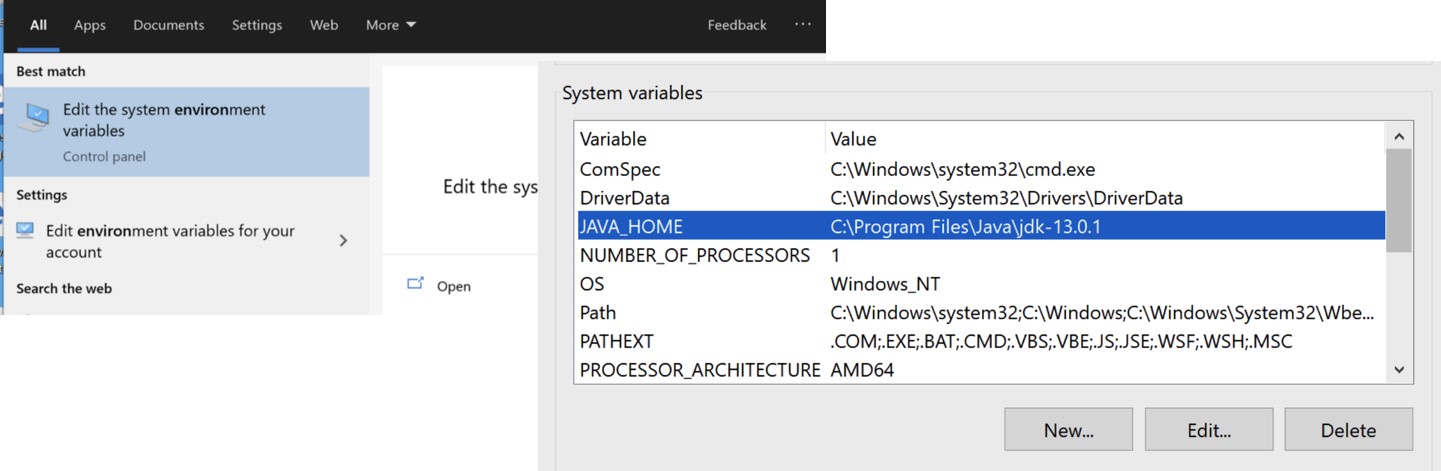 All Apps Documents Settings Web More Feedback ...
Best match
Edit the system environment
variables
Control panel
Settings
Edit environment variables for your
account
Search the web
Edit the sys
Open
System variables
Variable Value
ComSpec C:\Windows\system32\cmd.exe
DriverData C:\Windows\System32\Drivers\DriverData
JAVA_HOME C:\Program Files\Java\jdk-13.0.1
NUMBER_OF_PROCESSORS 1
OS Windows_NT
Path C:\Windows\system32;C:\Windows;C:\Windows\System32\Wbe...
PATHEXT .COM;.EXE;.BAT;.CMD;.VBS;.VBE;.JS;.JSE;.WSF;.WSH;.MSC
PROCESSOR_ARCHITECTURE AMD64
New... Edit... Delete